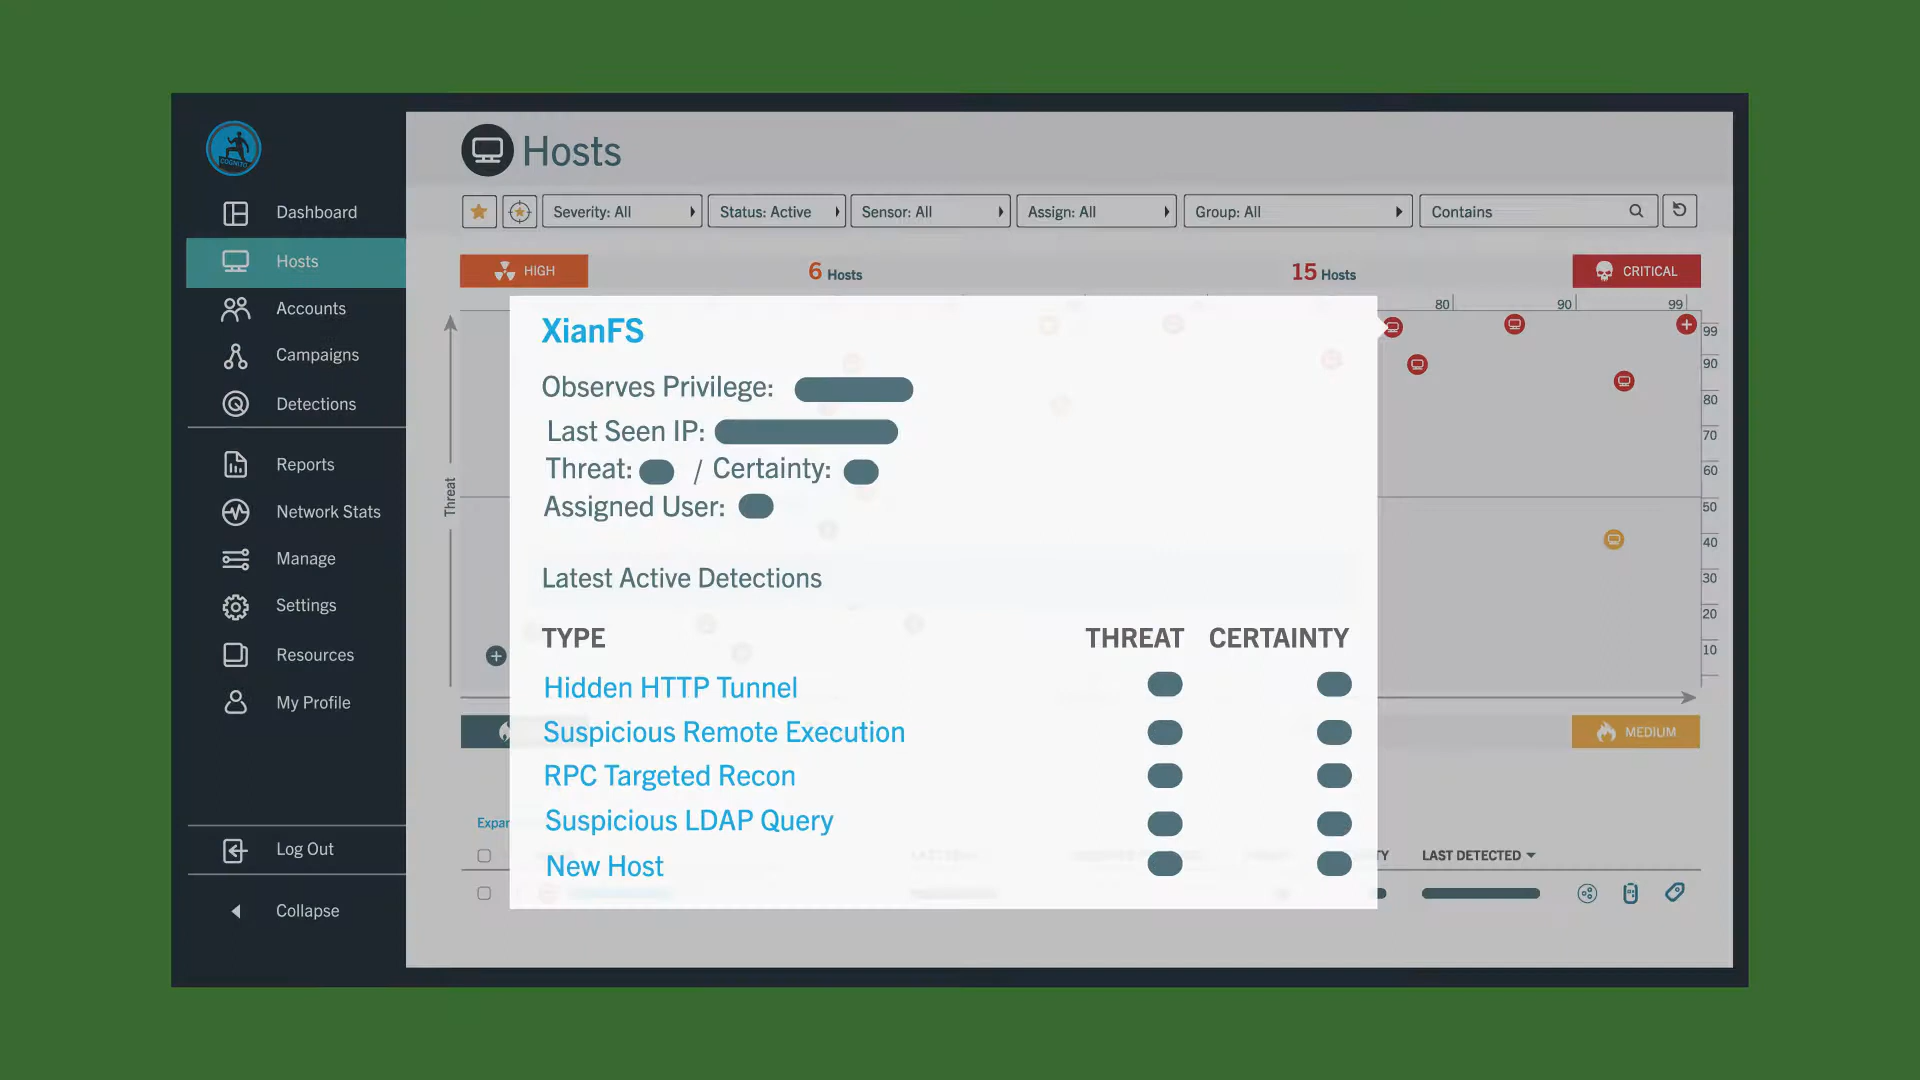 COGNITO
Dashboard
Hosts
Accounts
Campaigns
Detections
Reports
Network Stats
Manage
Settings
Resources
My Profile
Log Out
Collapse
Hosts
Severity: All
Status: Active
Sensor: All
Assign: All
Group: All
Contains
HIGH
6 Hosts
15 Hosts
CRITICAL
80 90 99
99
90
80
70
60
50
40
30
20
10
Threat
XianFS
Observes Privilege:
Last Seen IP:
Threat: / Certainty:
Assigned User:
Latest Active Detections
TYPE THREAT CERTAINTY
Hidden HTTP Tunnel
Suspicious Remote Execution
RPC Targeted Recon
Suspicious LDAP Query
New Host
MEDIUM
LAST DETECTED